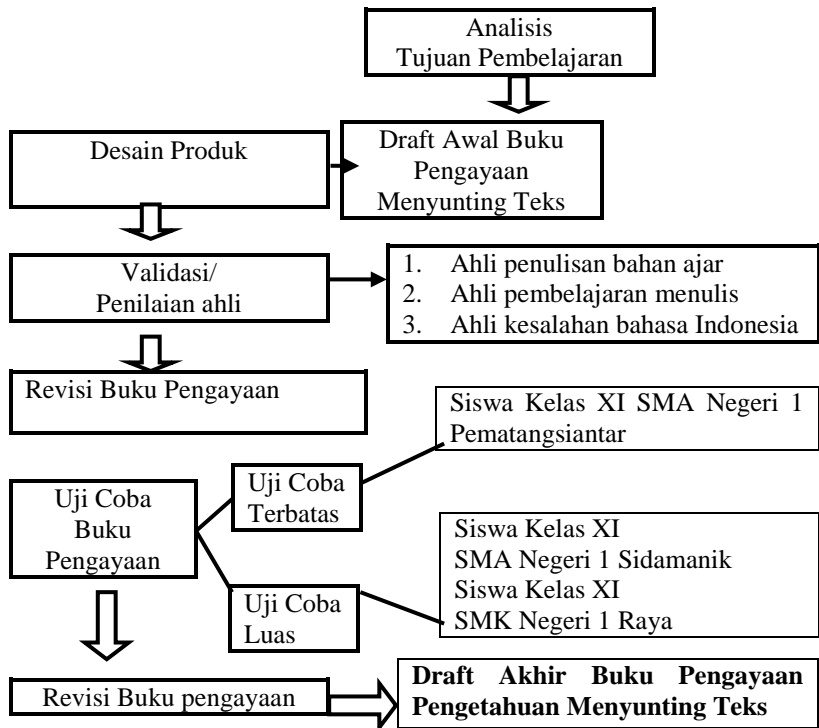 Analisis
Tujuan Pembelajaran
Desain Produk
Draft Awal Buku
Pengayaan
Menyunting Teks
Validasi/
Penilaian ahli
1. Ahli penulisan bahan ajar
2. Ahli pembelajaran menulis
3. Ahli kesalahan bahasa Indonesia
Revisi Buku Pengayaan
Siswa Kelas XI SMA Negeri 1
Pematangsiantar
Uji Coba
Terbatas
Uji Coba
Buku
Pengayaan
Siswa Kelas XI
SMA Negeri 1 Sidamanik
Siswa Kelas XI
SMK Negeri 1 Raya
Uji Coba
Luas
Revisi Buku pengayaan
Draft Akhir Buku Pengayaan
Pengetahuan Menyunting Teks